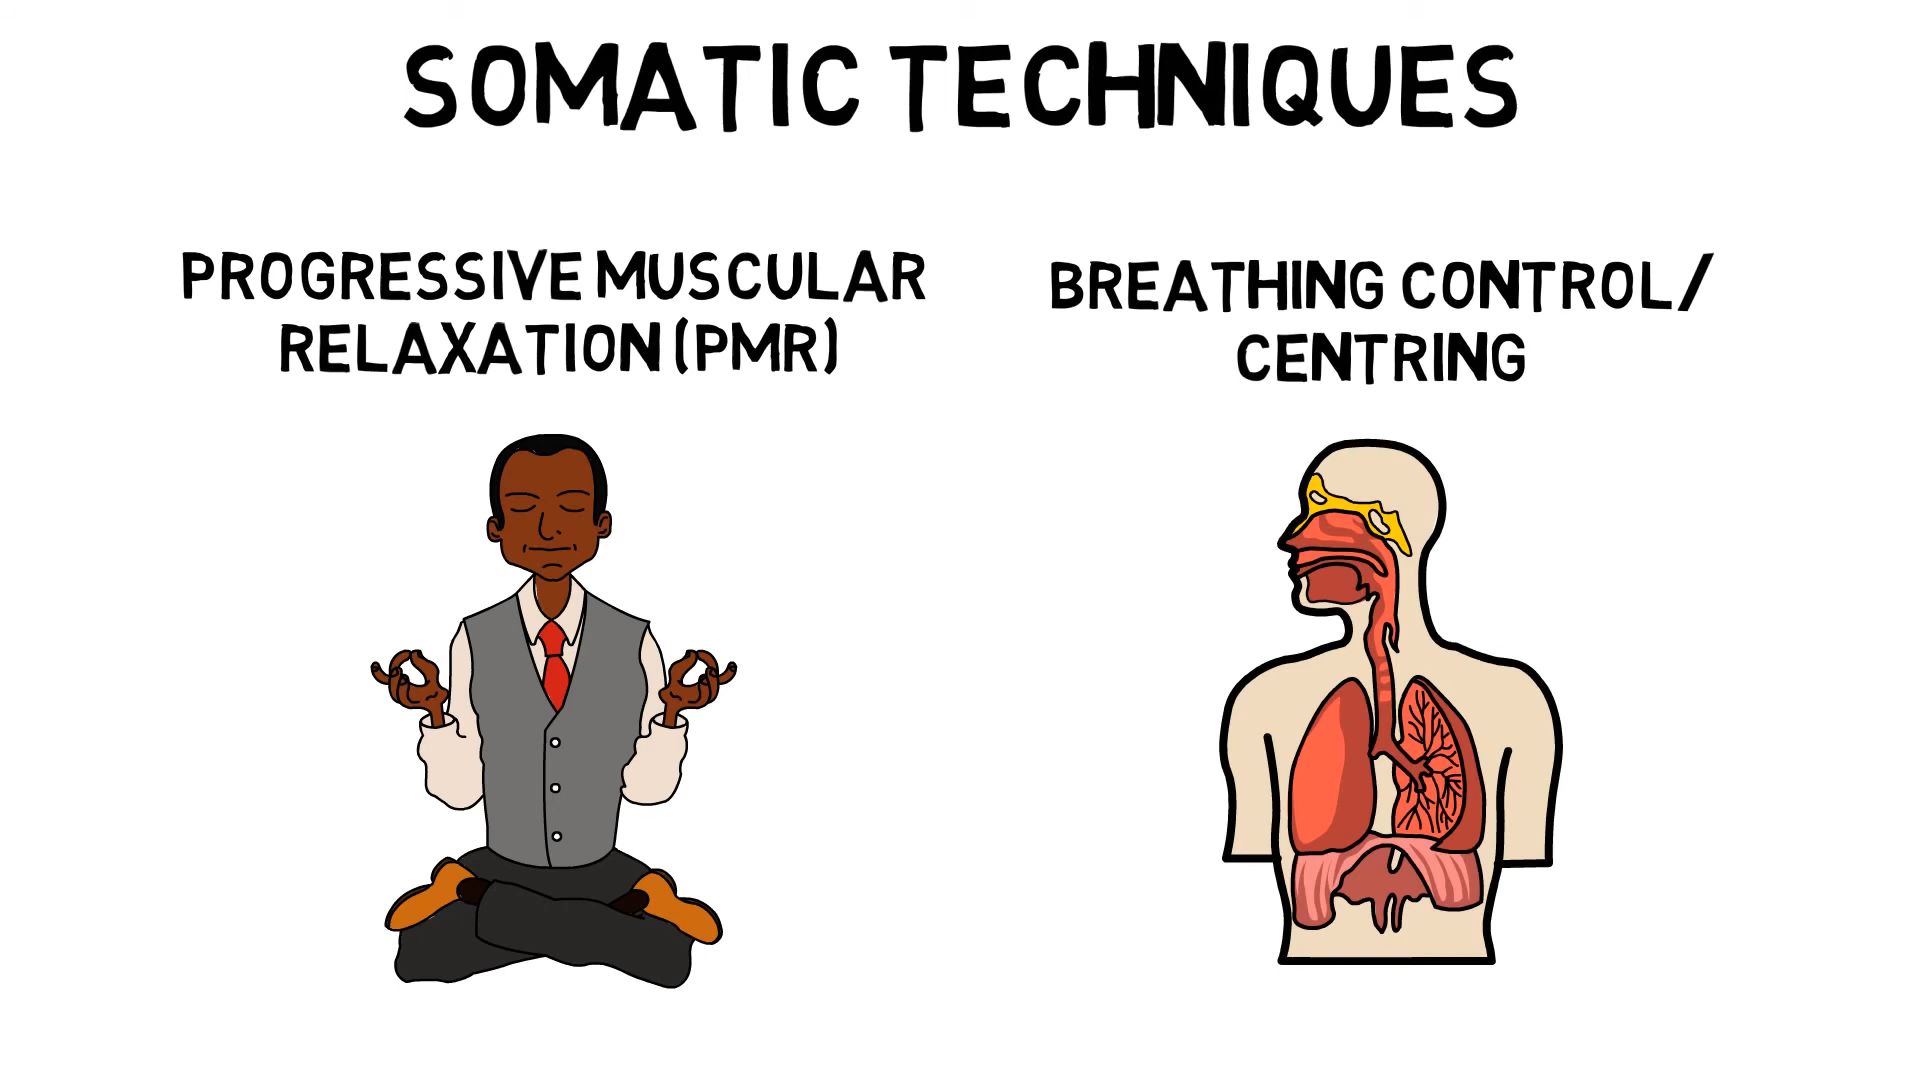 SOMATIC TECHNIQUES
PROGRESSIVE MUSCULAR
RELAXATION (PMR)
BREATHING CONTROL/
CENTRING